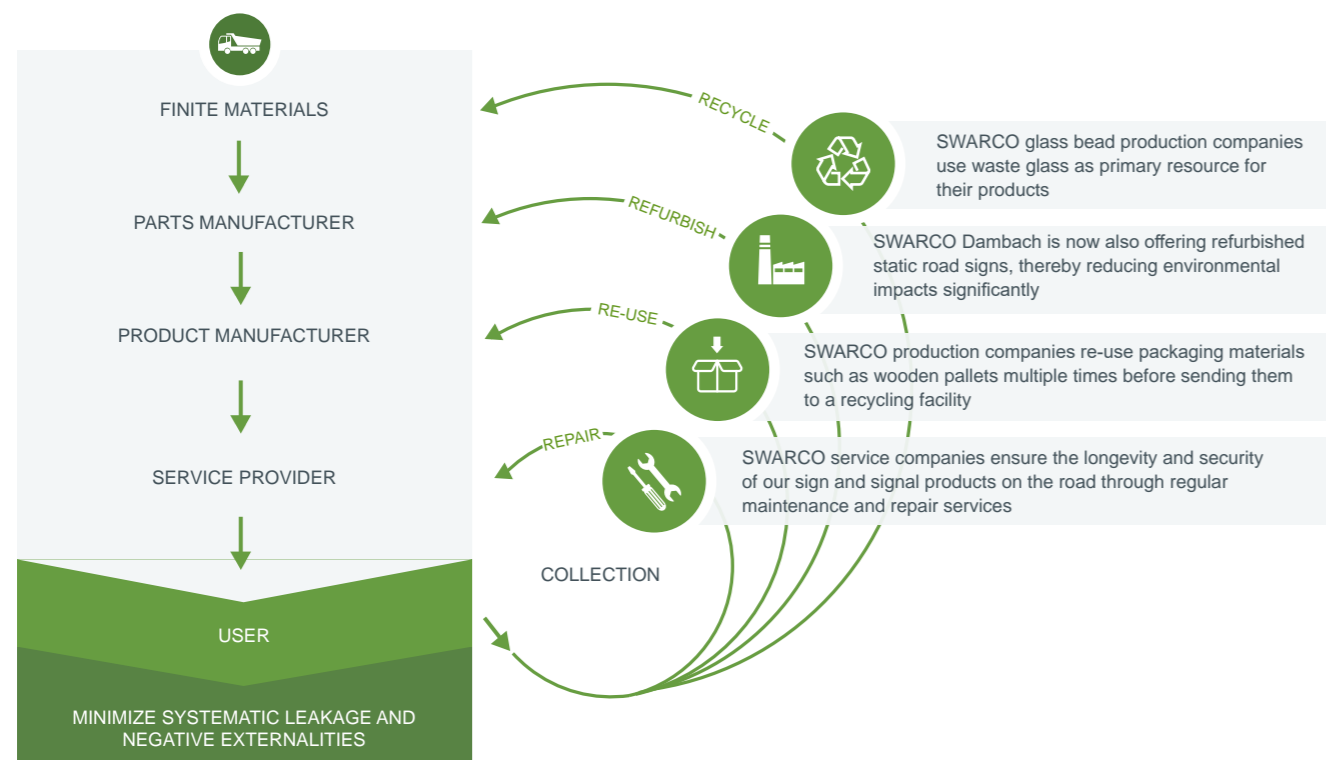 FINITE MATERIALS
PARTS MANUFACTURER
PRODUCT MANUFACTURER
SERVICE PROVIDER
USER
MINIMIZE SYSTEMATIC LEAKAGE AND
NEGATIVE EXTERNALITIES
RECYCLE
SWARCO glass bead production companies
use waste glass as primary resource for
their products
REFURBISH
SWARCO Dambach is now also offering refurbished
static road signs, thereby reducing environmental
impacts significantly
RE-USE
SWARCO production companies re-use packaging materials
such as wooden pallets multiple times before sending them
to a recycling facility
REPAIR
SWARCO service companies ensure the longevity and security
of our sign and signal products on the road through regular
maintenance and repair services
COLLECTION